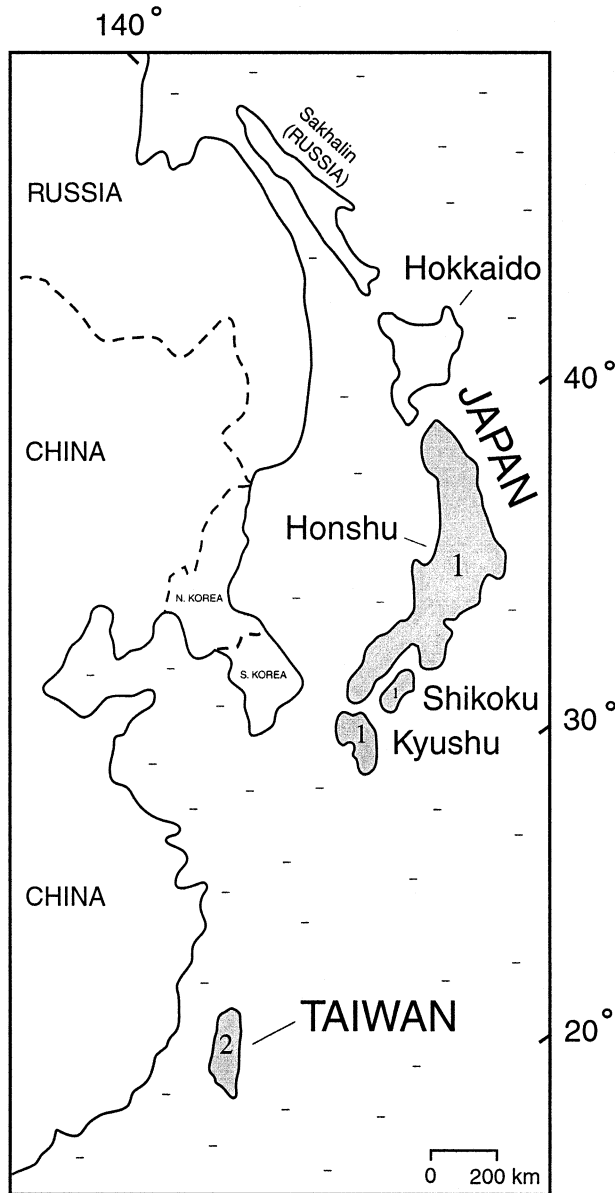 140°
Sakhalin
(RUSSIA)
RUSSIA
Hokkaido
40°
JAPAN
CHINA
Honshu
1
N. KOREA
S. KOREA
1
Shikoku
30°
1
Kyushu
CHINA
TAIWAN
2
20°
0 200 km